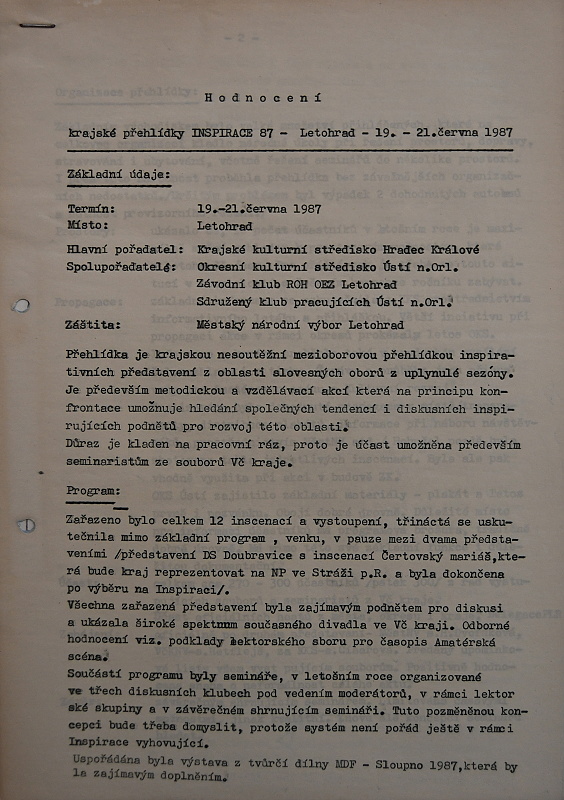 H o d n o c e n í
krajské přehlídky INSPIRACE 87 - Letohrad - 19. - 21.června 1987
Základní údaje:
Termín: 19.-21.června 1987
Místo: Letohrad
Hlavní pořadatel: Krajské kulturní středisko Hradec Králové
Spolupořadatelé: Okresní kulturní středisko Ústí n.Orl.
Závodní klub ROH OEZ Letohrad
Sdružený klub pracujících Ústí n.Orl.
Záštita: Městský národní výbor Letohrad
Přehlídka je krajskou nesoutěžní mezioborovou přehlídkou inspira-
tivních představení z oblasti slovesných oborů z uplynulé sezóny.
Je především metodickou a vzdělávací akcí která na principu kon-
frontace umožnuje hledání společných tendencí i diskusních inspi-
rujících podnětů pro rozvoj této oblasti.
Důraz je kladen na pracovní ráz, proto je účast umožněna především
seminaristům ze souborů Vč kraje.
Program:
Zařazeno bylo celkem 12 inscenací a vystoupení, třináctá se usku-
tečnila mimo základní program , venku, v pauze mezi dvama předsta-
veními /představení DS Doubravice s inscenací Čertovský mariáš,kte-
rá bude kraj reprezentovat na NP ve Stráži p.R. a byla dokončena
po výběru na Inspiraci/.
Všechna zařazená představení byla zajímavým podnětem pro diskusi
a ukázala široké spektrum současného divadla ve Vč kraji. Odborné
hodnocení viz. podklady lektorského sboru pro časopis Amatérská
scéna.
Součástí programu byly semináře, v letošním roce organizované
ve třech diskusních klubech pod vedením moderátorů, v rámci lektor
ské skupiny a v závěrečném shrnujícím semináři. Tuto pozměněnou kon-
cepci bude třeba domyslit, protože systém není pořád ještě v rámci
Inspirace vyhovující.
Uspořádána byla výstava z tvůrčí dílny MDF - Sloupno 1987,která by
la zajímavým doplněním.